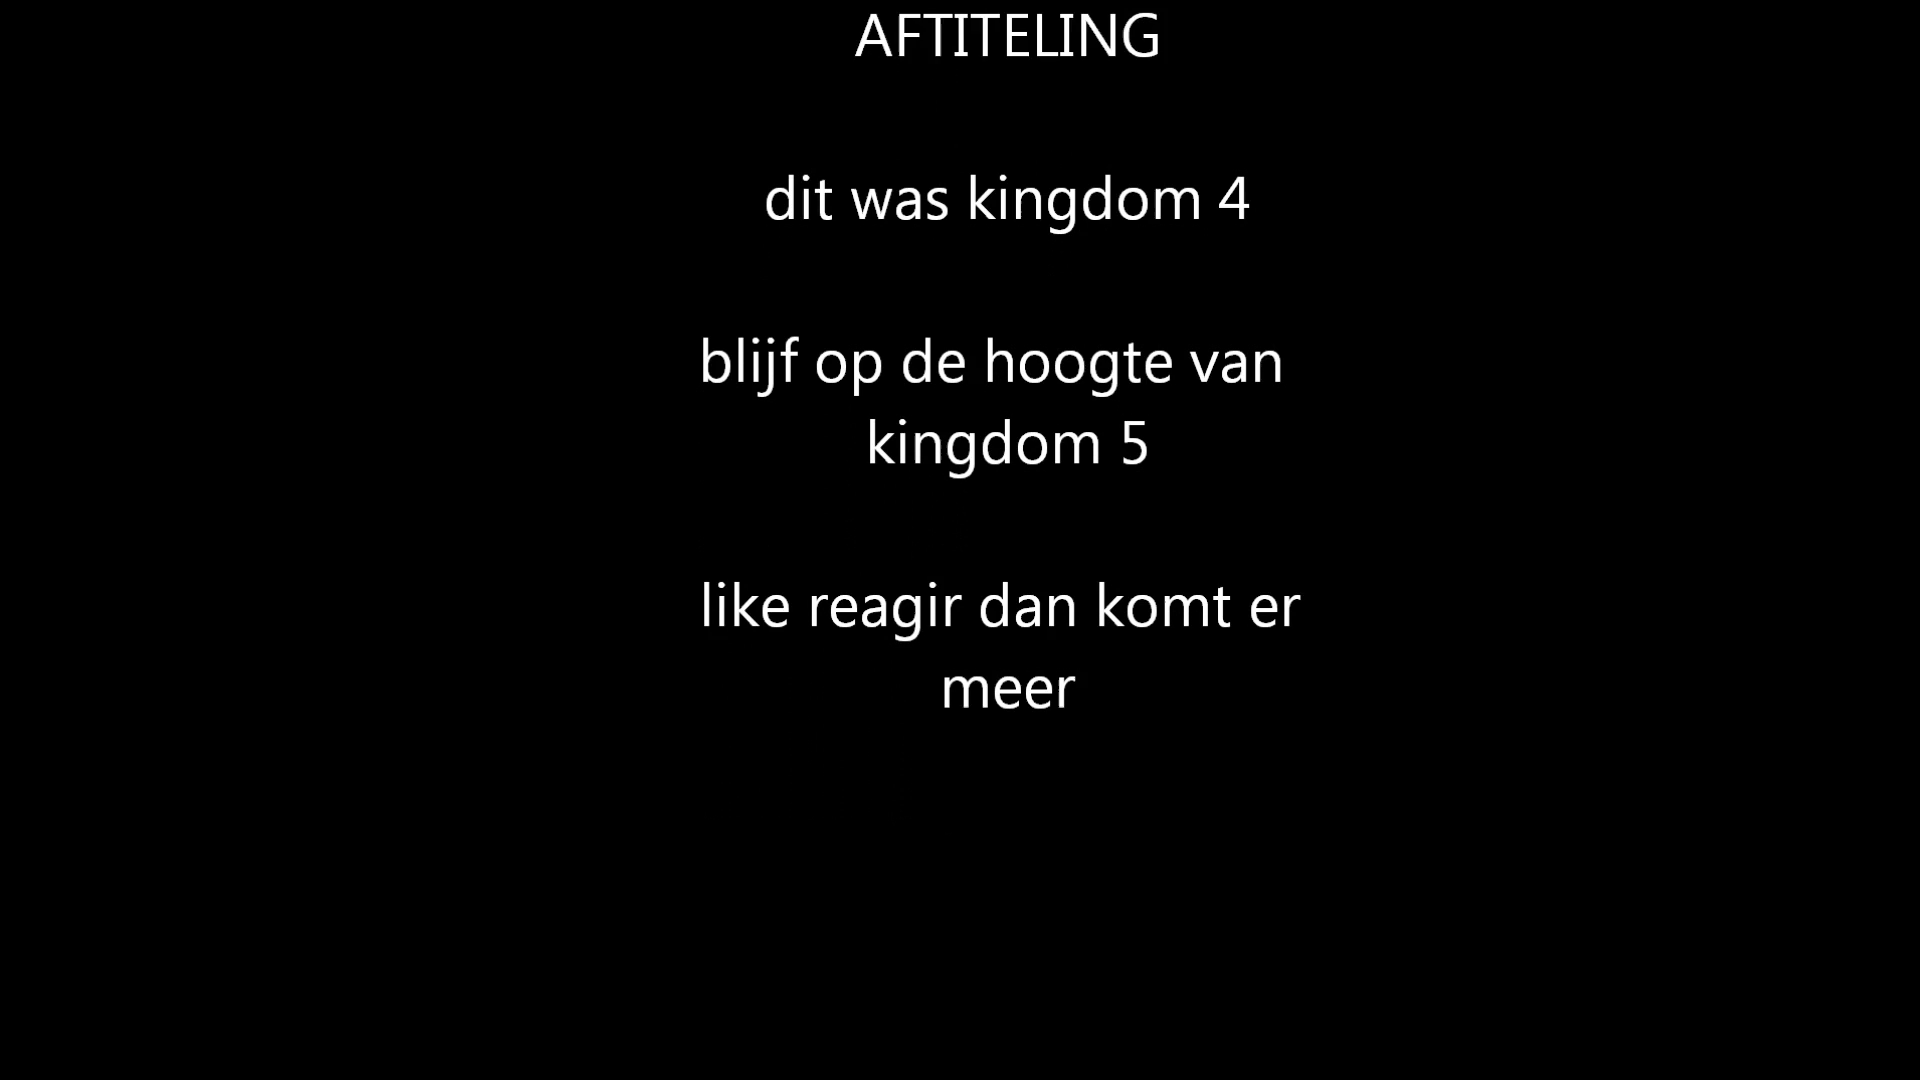 AFTITELING
dit was kingdom 4
blijf op de hoogte van
kingdom 5
like reagir dan komt er
meer